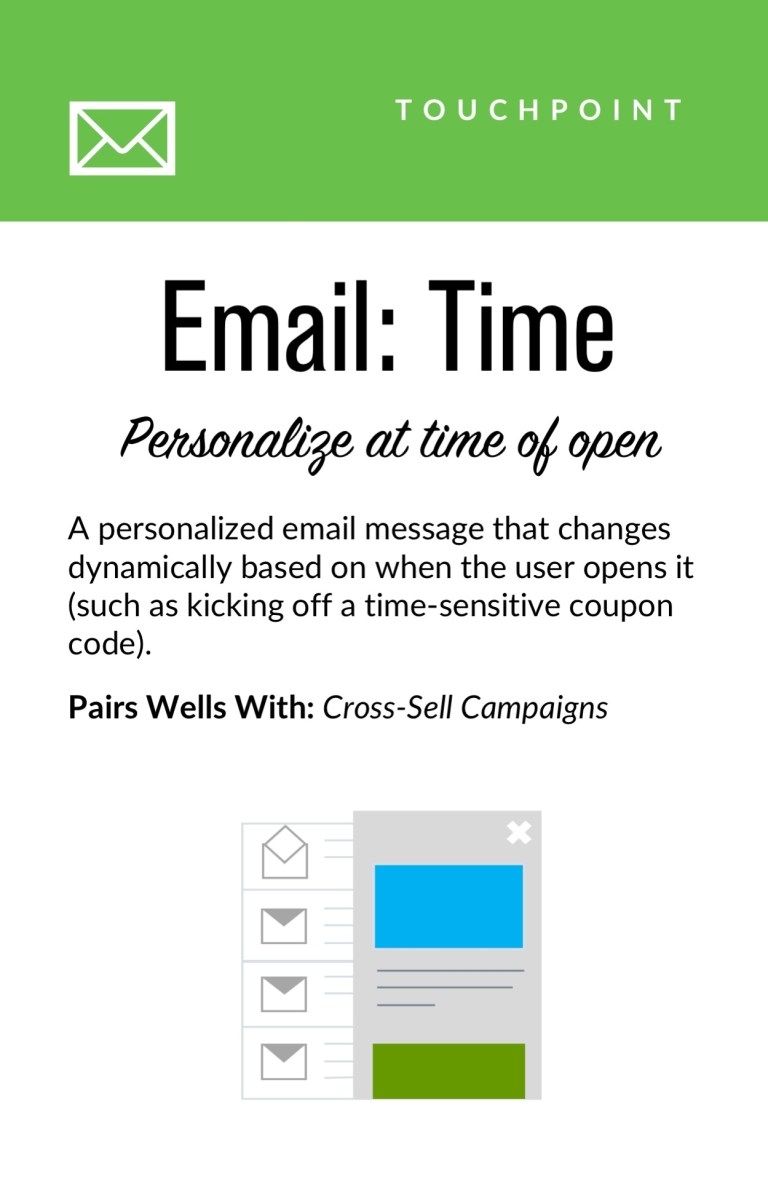 TOUCHPOINT
Email: Time
Personalize at time of open
A personalized email message that changes
dynamically based on when the user opens it
(such as kicking off a time-sensitive coupon
code).
Pairs Wells With: Cross-Sell Campaigns